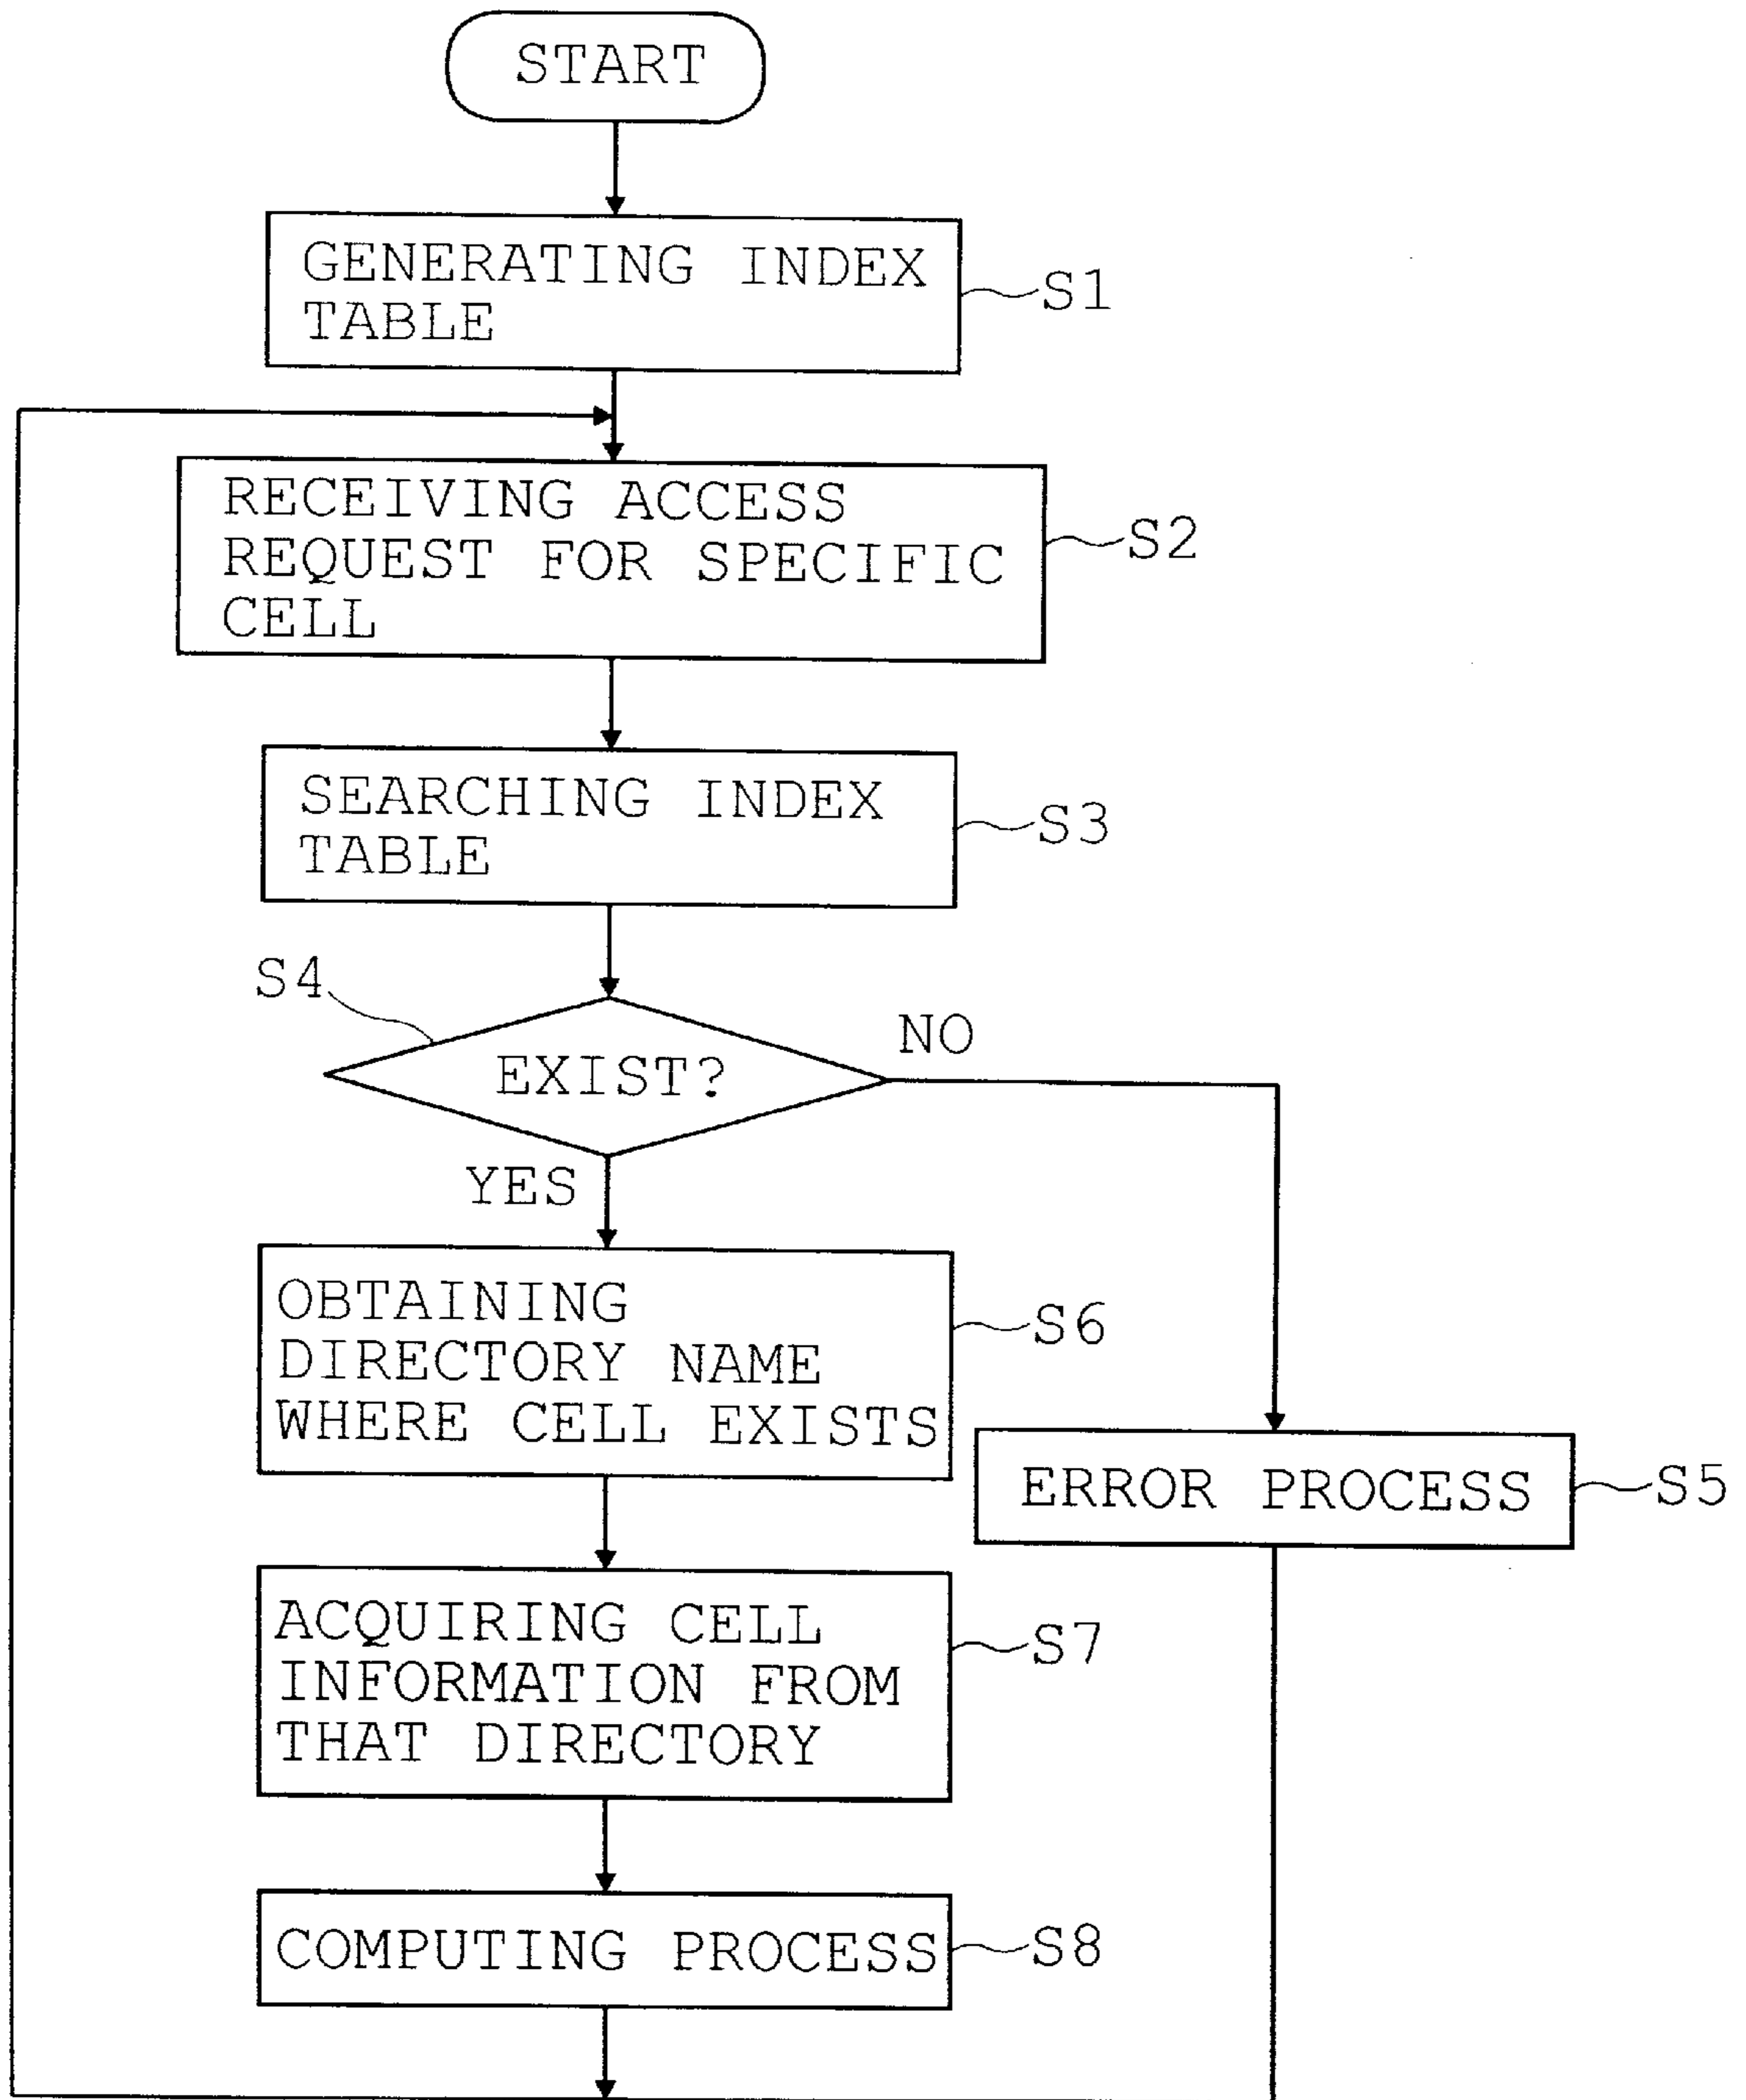 START
GENERATING INDEX
TABLE
S1
RECEIVING ACCESS
REQUEST FOR SPECIFIC
CELL
S2
SEARCHING INDEX
TABLE
S3
S4
EXIST?
NO
YES
OBTAINING
DIRECTORY NAME
WHERE CELL EXISTS
S6
ERROR PROCESS
S5
ACQUIRING CELL
INFORMATION FROM
THAT DIRECTORY
S7
COMPUTING PROCESS
S8